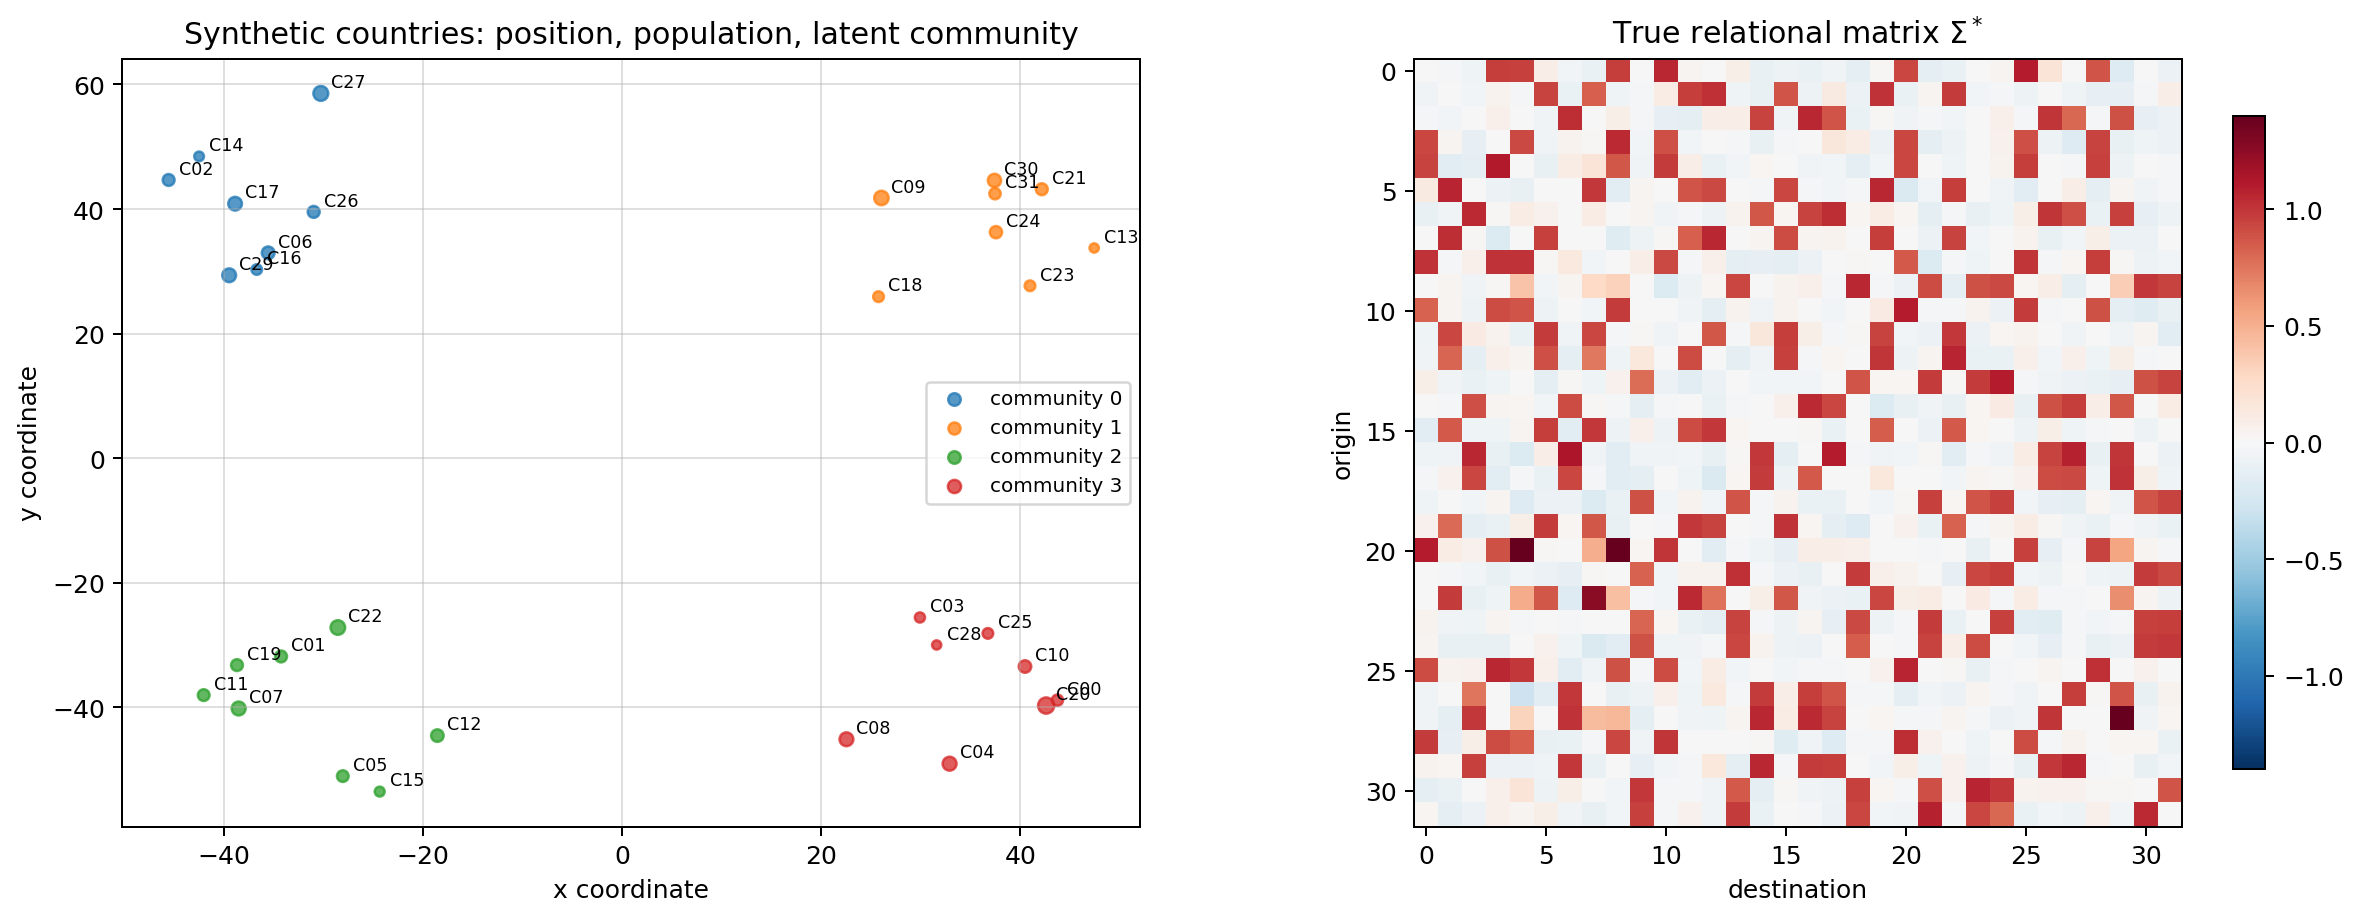 Synthetic countries: position, population, latent community
60
40
20
0
−20
−40
y coordinate
−40
−20
0
20
40
x coordinate
C27
C14
C02
C17
C26
C06
C16
C29
C30
C31
C21
C09
C24
C13
C23
C18
community 0
community 1
community 2
community 3
C22
C01
C19
C11
C07
C12
C05
C15
C03
C25
C28
C10
C00
C20
C08
C04
True relational matrix Σ*
0
5
10
15
20
25
30
origin
0
5
10
15
20
25
30
destination
1.0
0.5
0.0
−0.5
−1.0